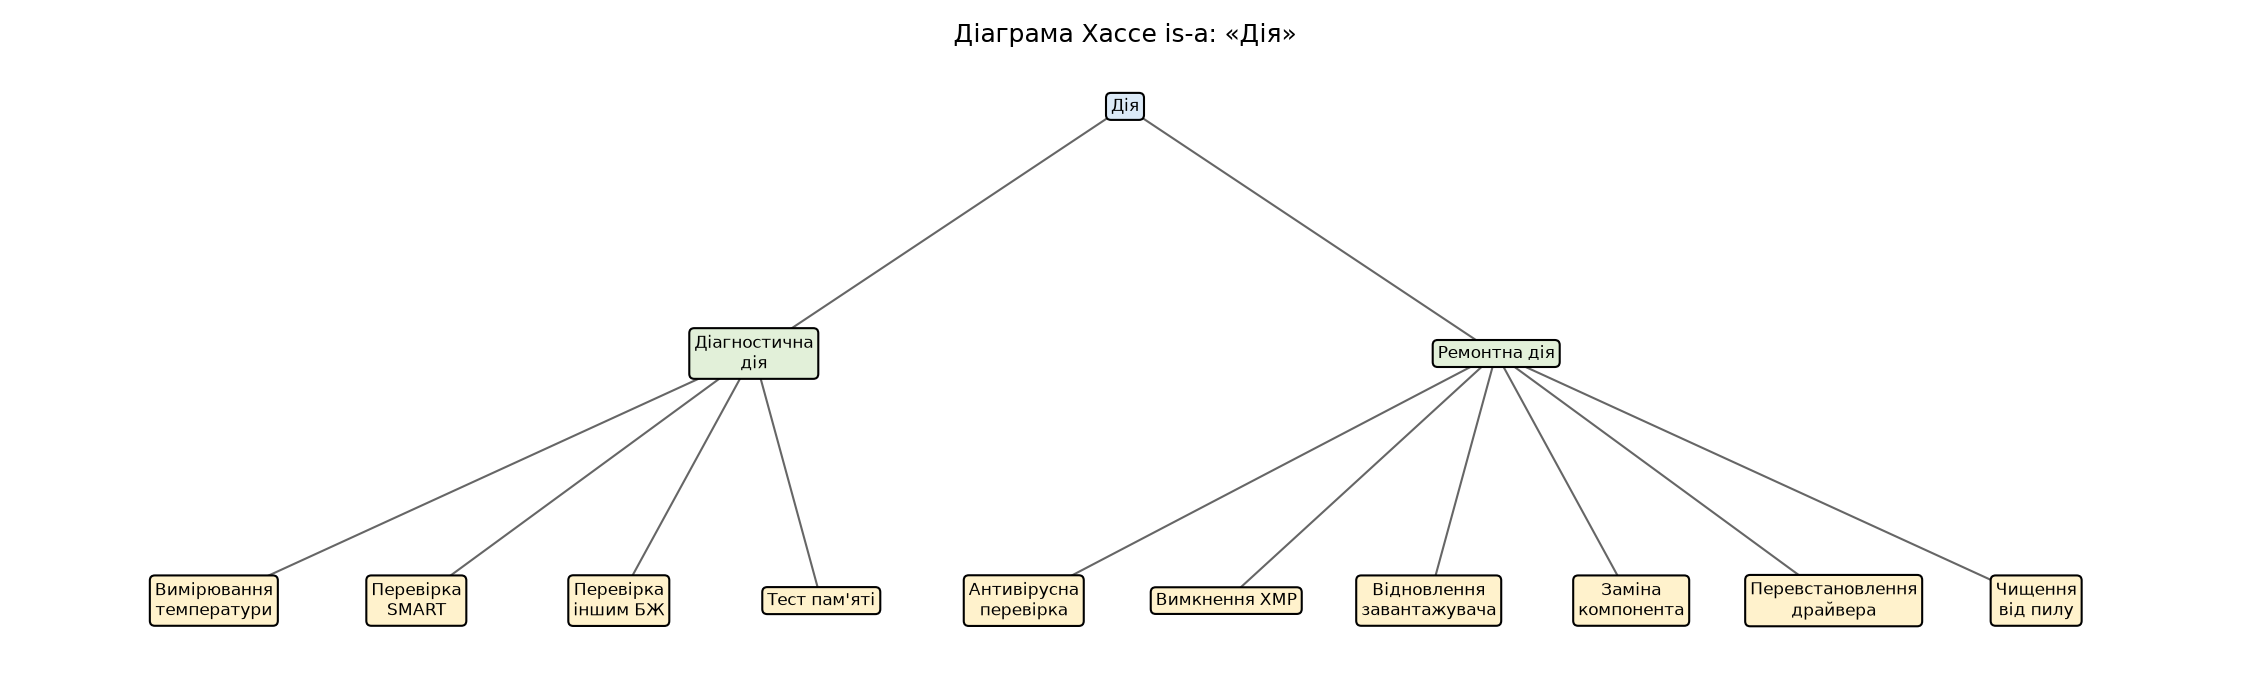 Діаграма Хассе is-a: «Дія»
Дія
Діагностична
дія
Ремонтна дія
Вимірювання
температури
Перевірка
SMART
Перевірка
іншим БЖ
Тест пам'яті
Антивірусна
перевірка
Вимкнення XMP
Відновлення
завантажувача
Заміна
компонента
Перевстановлення
драйвера
Чищення
від пилу